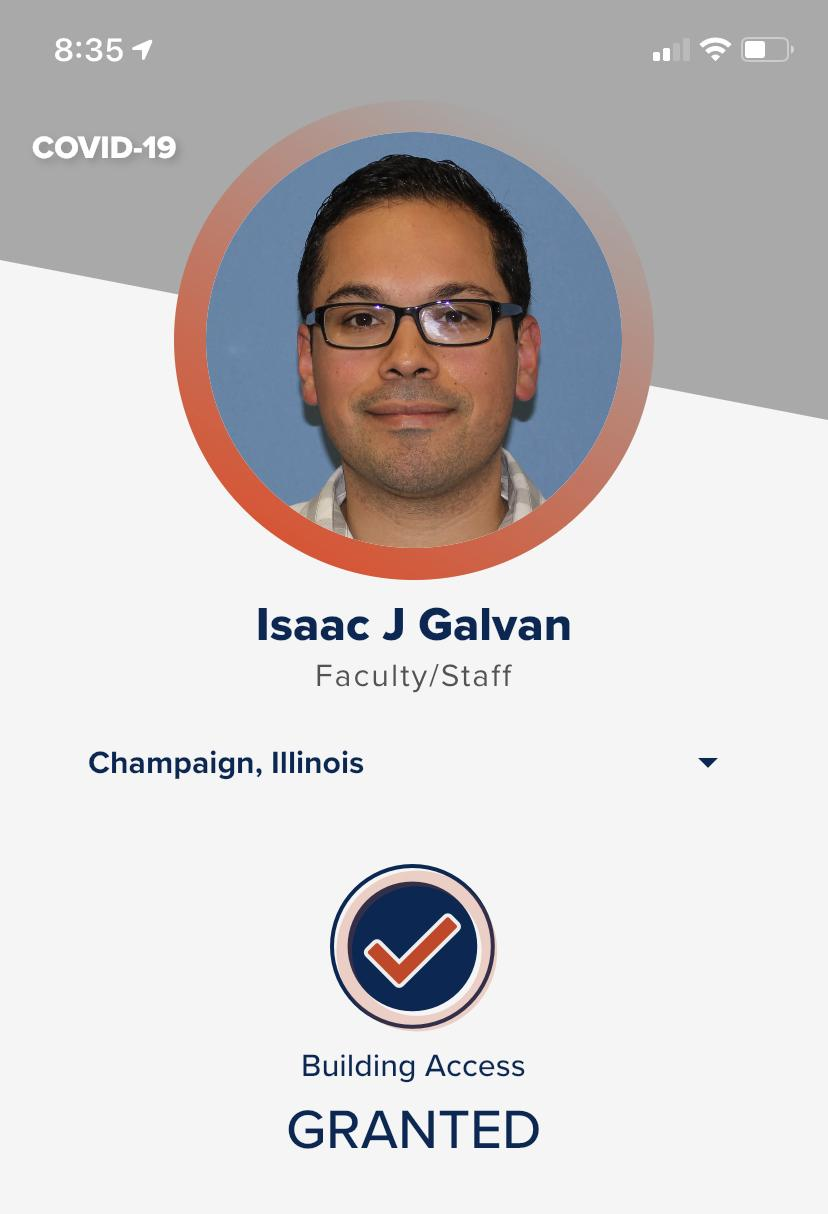 8:35
COVID-19
Isaac J Galvan
Faculty/Staff
Champaign, Illinois
Building Access
GRANTED